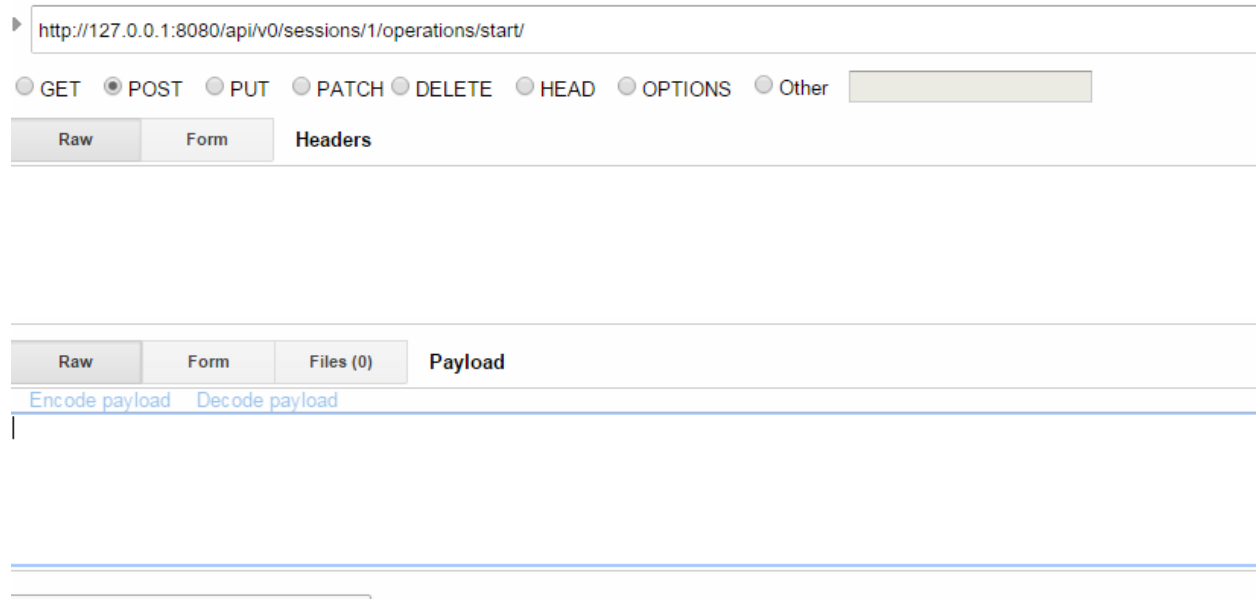 http://127.0.0.1:8080/api/v0/sessions/1/operations/start/
GET POST PUT PATCH DELETE HEAD OPTIONS Other
Raw Form Headers
Raw Form Files (0) Payload
Encode payload Decode payload